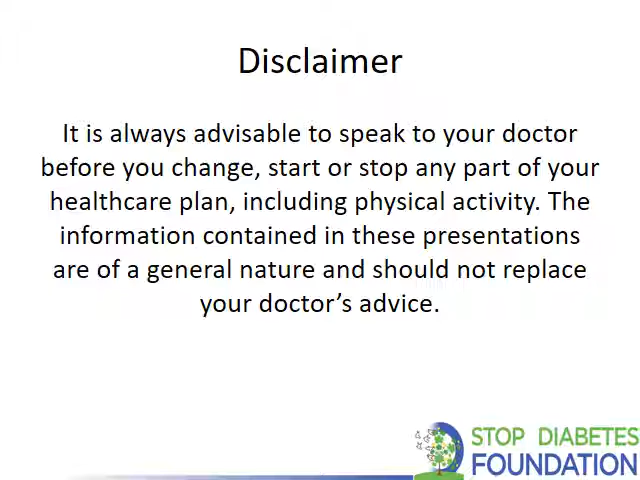 Disclaimer
It is always advisable to speak to your doctor
before you change, start or stop any part of your
healthcare plan, including physical activity. The
information contained in these presentations
are of a general nature and should not replace
your doctor’s advice.
STOP DIABETES
FOUNDATION